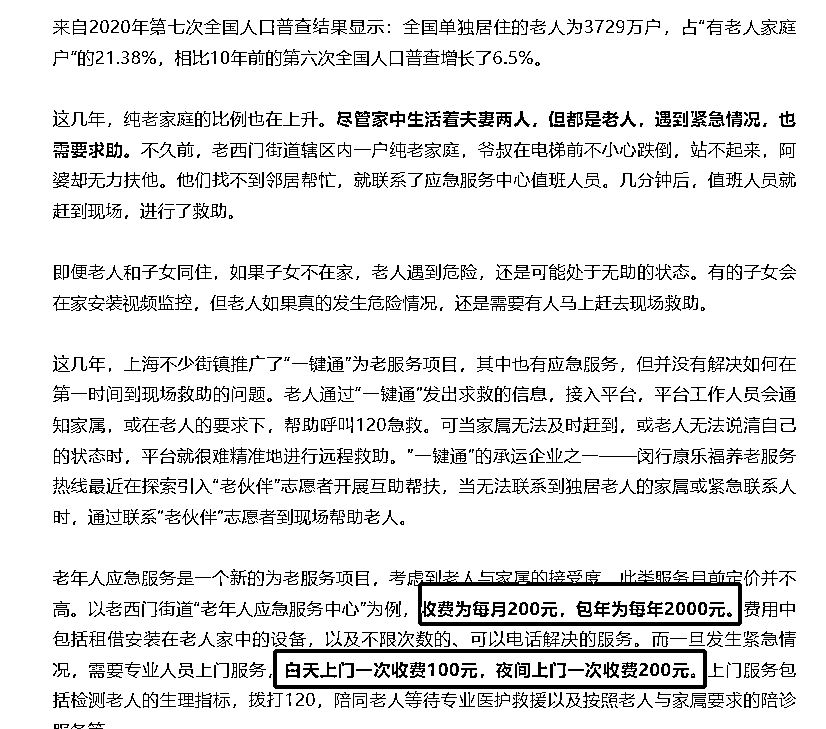 来自2020年第七次全国人口普查结果显示：全国单独居住的老人为3729万户，占“有老人家庭
户”的21.38%，相比10年前的第六次全国人口普查增长了6.5%。
这几年，纯老家庭的比例也在上升。尽管家中生活着夫妻两人，但都是老人，遇到紧急情况，也
需要求助。不久前，老西门街道辖区内一户纯老家庭，爷叔在电梯前不小心跌倒，站不起来，阿
婆却无力扶他。他们找不到邻居帮忙，就联系了应急服务中心值班人员。几分钟后，值班人员就
赶到现场，进行了救助。
即便老人和子女同住，如果子女不在家，老人遇到危险，还是可能处于无助的状态。有的子女会
在家安装视频监控，但老人如果真的发生危险情况，还是需要有人马上赶去现场救助。
这几年，上海不少街镇推广了“一键通”为老服务项目，其中也有应急服务，但并没有解决如何在
第一时间到现场救助的问题。老人通过“一键通”发出求救的信息，接入平台，平台工作人员会通
知家属，或在老人的要求下，帮助呼叫120急救。可当家属无法及时赶到，或老人无法说清自己
的状态时，平台就很难精准地进行远程救助。”一键通”的承运企业之一——闵行康乐福养老服务
热线最近在探索引入“老伙伴”志愿者开展互助帮扶，当无法联系到独居老人的家属或紧急联系人
时，通过联系”老伙伴”志愿者到现场帮助老人。
老年人应急服务是一个新的为老服务项目，考虑到老人与家属的接受度，此类服务目前定价并不
高。以老西门街道“老年人应急服务中心”为例，收费为每月200元，包年为每年2000元。费用中
包括租借安装在老人家中的设备，以及不限次数的、可以电话解决的服务。而一旦发生紧急情
况，需要专业人员上门服务，白天上门一次收费100元，夜间上门一次收费200元。上门服务包
括检测老人的生理指标，拨打120，陪同老人等待专业医护救援以及按照老人与家属要求的陪诊
服务等